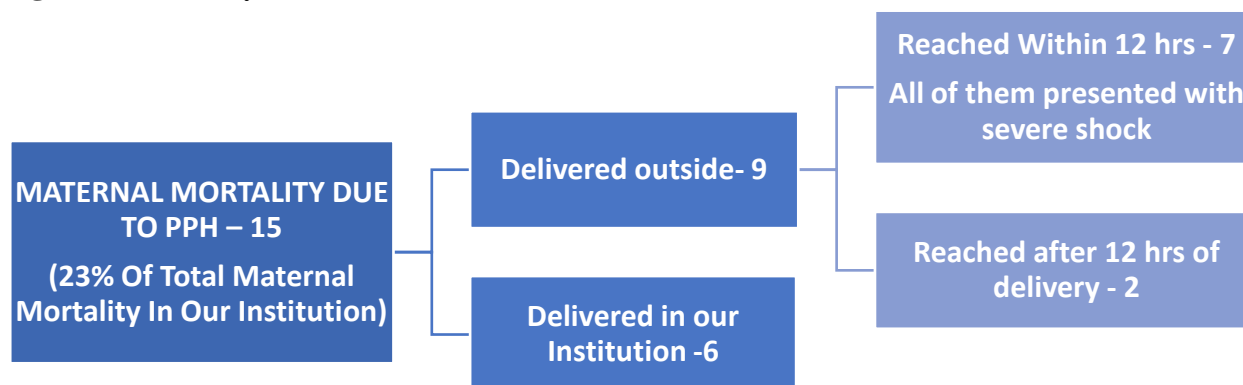 MATERNAL MORTALITY DUE
TO PPH – 15
(23% Of Total Maternal
Mortality In Our Institution)
Delivered outside- 9
Delivered in our
Institution -6
Reached Within 12 hrs - 7
All of them presented with
severe shock
Reached after 12 hrs of
delivery - 2